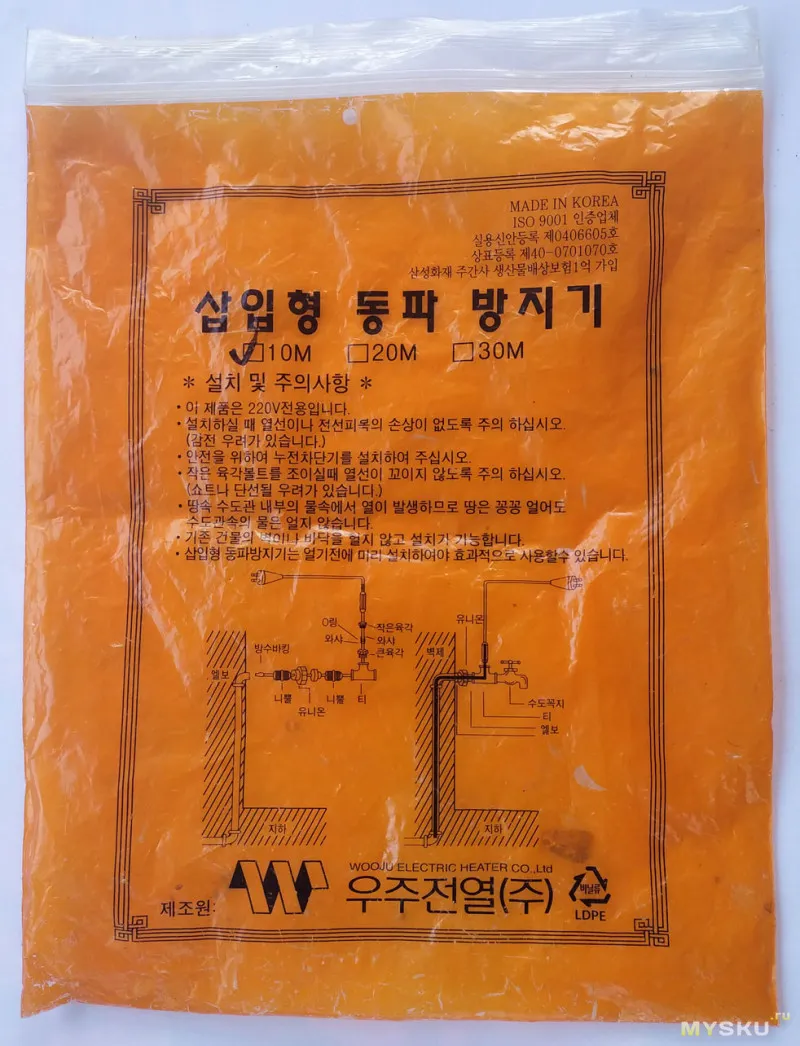 MADE IN KOREA
ISO 9001 인증업체
실용신안등록 제0406605호
상표등록 제40-0701070호
산성화재 주간사 생산물배상보험1억 가입
삽입형 동파 방지기
10M 20M 30M
* 설치 및 주의사항 *
• 이 제품은 220V전용입니다.
• 설치하실 때 열선이나 전선피복의 손상이 없도록 주의 하십시오.
(감전 우려가 있습니다.)
• 안전을 위하여 누전차단기를 설치하여 주십시오.
• 작은 육각볼트를 조이실때 열선이 꼬이지 않도록 주의 하십시오.
(쇼트나 단선될 우려가 있습니다.)
• 땅속 수도관 내부의 물속에서 열이 발생하므로 땅은 꽁꽁 얼어도
수도관속의 물은 얼지 않습니다.
• 기존 건물의 벽이나 바닥을 헐지 않고 설치가 가능합니다.
• 삽입형 동파방지기는 얼기전에 미리 설치하여야 효과적으로 사용할수 있습니다.
O링
작은육각
와샤
와샤
큰육각
방수바킹
엘보
니쁠
유니온
니쁠
티
지하
유니온
벽체
수도꼭지
티
엘보
지하
제조원:
WOOJU ELECTRIC HEATER CO.,Ltd
우주전열(주)
비닐류
LDPE
MYSKU.ru